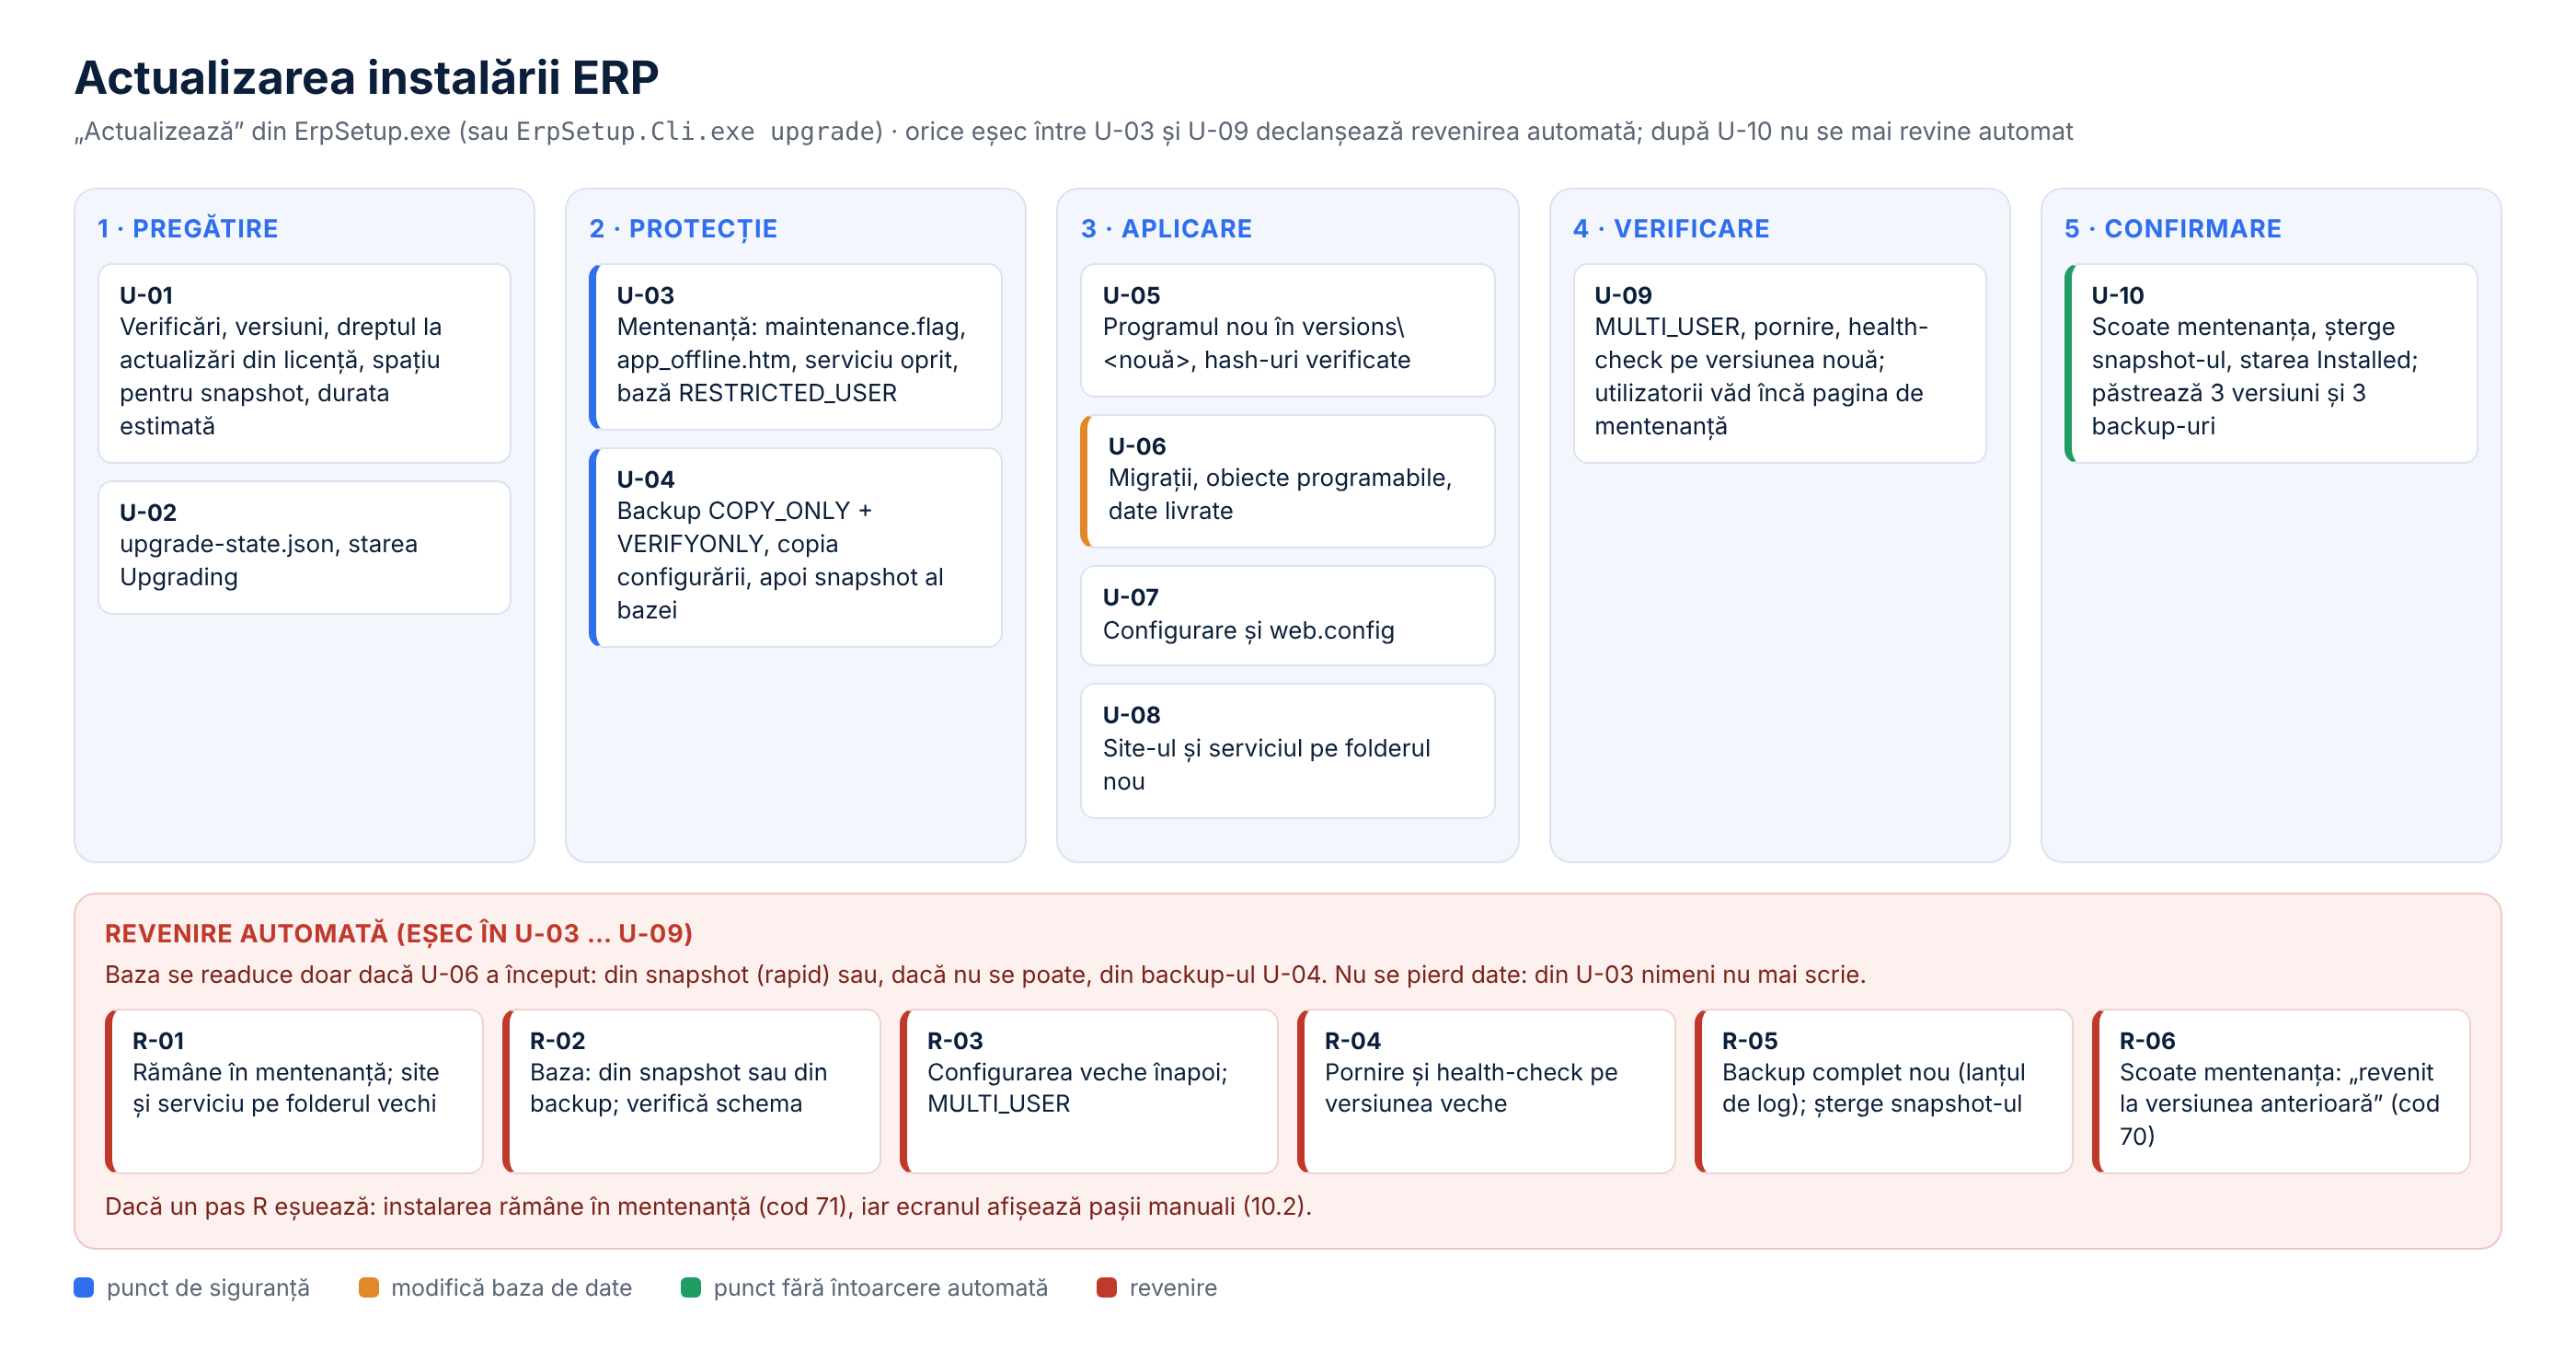 Actualizarea instalării ERP
„Actualizează” din ErpSetup.exe (sau ErpSetup.Cli.exe upgrade) · orice eșec între U-03 și U-09 declanșează revenirea automată; după U-10 nu se mai revine automat
1 · PREGĂTIRE
U-01
Verificări, versiuni, dreptul la
actualizări din licență, spațiu
pentru snapshot, durata
estimată
U-02
upgrade-state.json, starea
Upgrading
2 · PROTECȚIE
U-03
Mentenanță: maintenance.flag,
app_offline.htm, serviciu oprit,
bază RESTRICTED_USER
U-04
Backup COPY_ONLY +
VERIFYONLY, copia
configurării, apoi snapshot al
bazei
3 · APLICARE
U-05
Programul nou în versions\
<nouă>, hash-uri verificate
U-06
Migrații, obiecte programabile,
date livrate
U-07
Configurare și web.config
U-08
Site-ul și serviciul pe folderul
nou
4 · VERIFICARE
U-09
MULTI_USER, pornire, health-
check pe versiunea nouă;
utilizatorii văd încă pagina de
mentenanță
5 · CONFIRMARE
U-10
Scoate mentenanța, șterge
snapshot-ul, starea Installed;
păstrează 3 versiuni și 3
backup-uri
REVENIRE AUTOMATĂ (EȘEC ÎN U-03 … U-09)
Baza se readuce doar dacă U-06 a început: din snapshot (rapid) sau, dacă nu se poate, din backup-ul U-04. Nu se pierd date: din U-03 nimeni nu mai scrie.
R-01
Rămâne în mentenanță; site
și serviciu pe folderul vechi
R-02
Baza: din snapshot sau din
backup; verifică schema
R-03
Configurarea veche înapoi;
MULTI_USER
R-04
Pornire și health-check pe
versiunea veche
R-05
Backup complet nou (lanțul
de log); șterge snapshot-ul
R-06
Scoate mentenanța: „revenit
la versiunea anterioară” (cod
70)
Dacă un pas R eșuează: instalarea rămâne în mentenanță (cod 71), iar ecranul afișează pașii manuali (10.2).
punct de siguranță
modifică baza de date
punct fără întoarcere automată
revenire